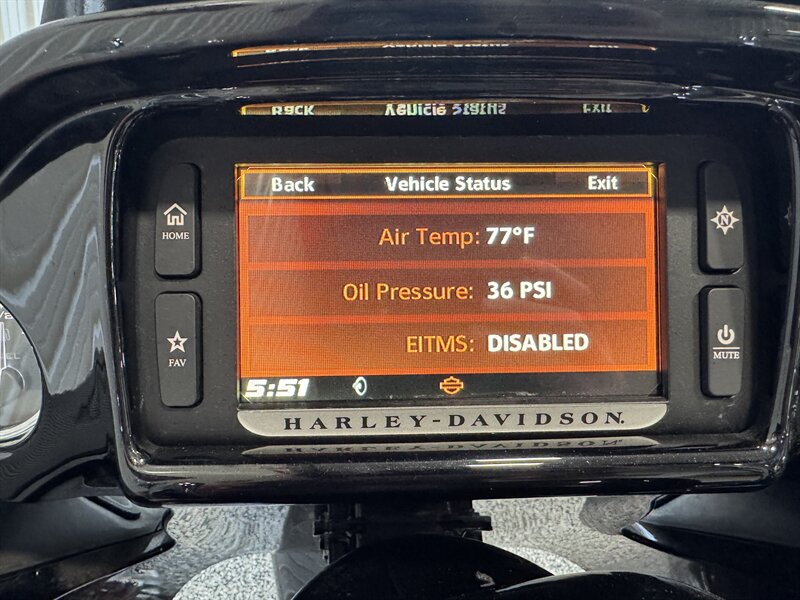 Back Vehicle Status Exit
HOME
N
Air Temp: 77°F
Oil Pressure: 36 PSI
FAV
MUTE
EITMS: DISABLED
5:51
HARLEY-DAVIDSON.